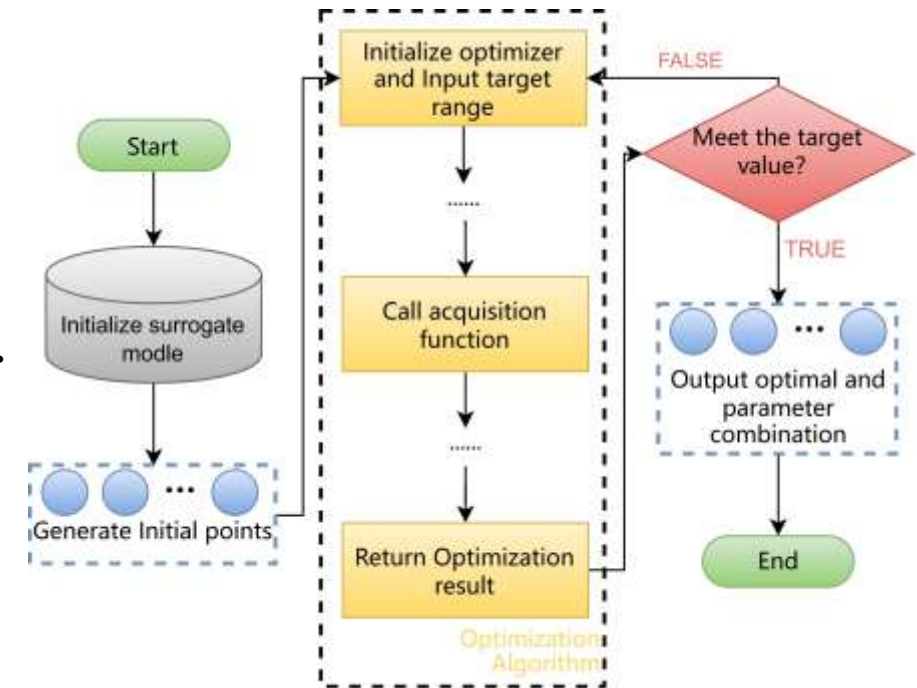 Start
Initialize surrogate
modle
•••
Generate Initial points
Initialize optimizer
and Input target
range
......
Call acquisition
function
......
Return Optimization
result
Optimization
Algorithm
FALSE
Meet the target
value?
TRUE
•••
Output optimal and
parameter
combination
End